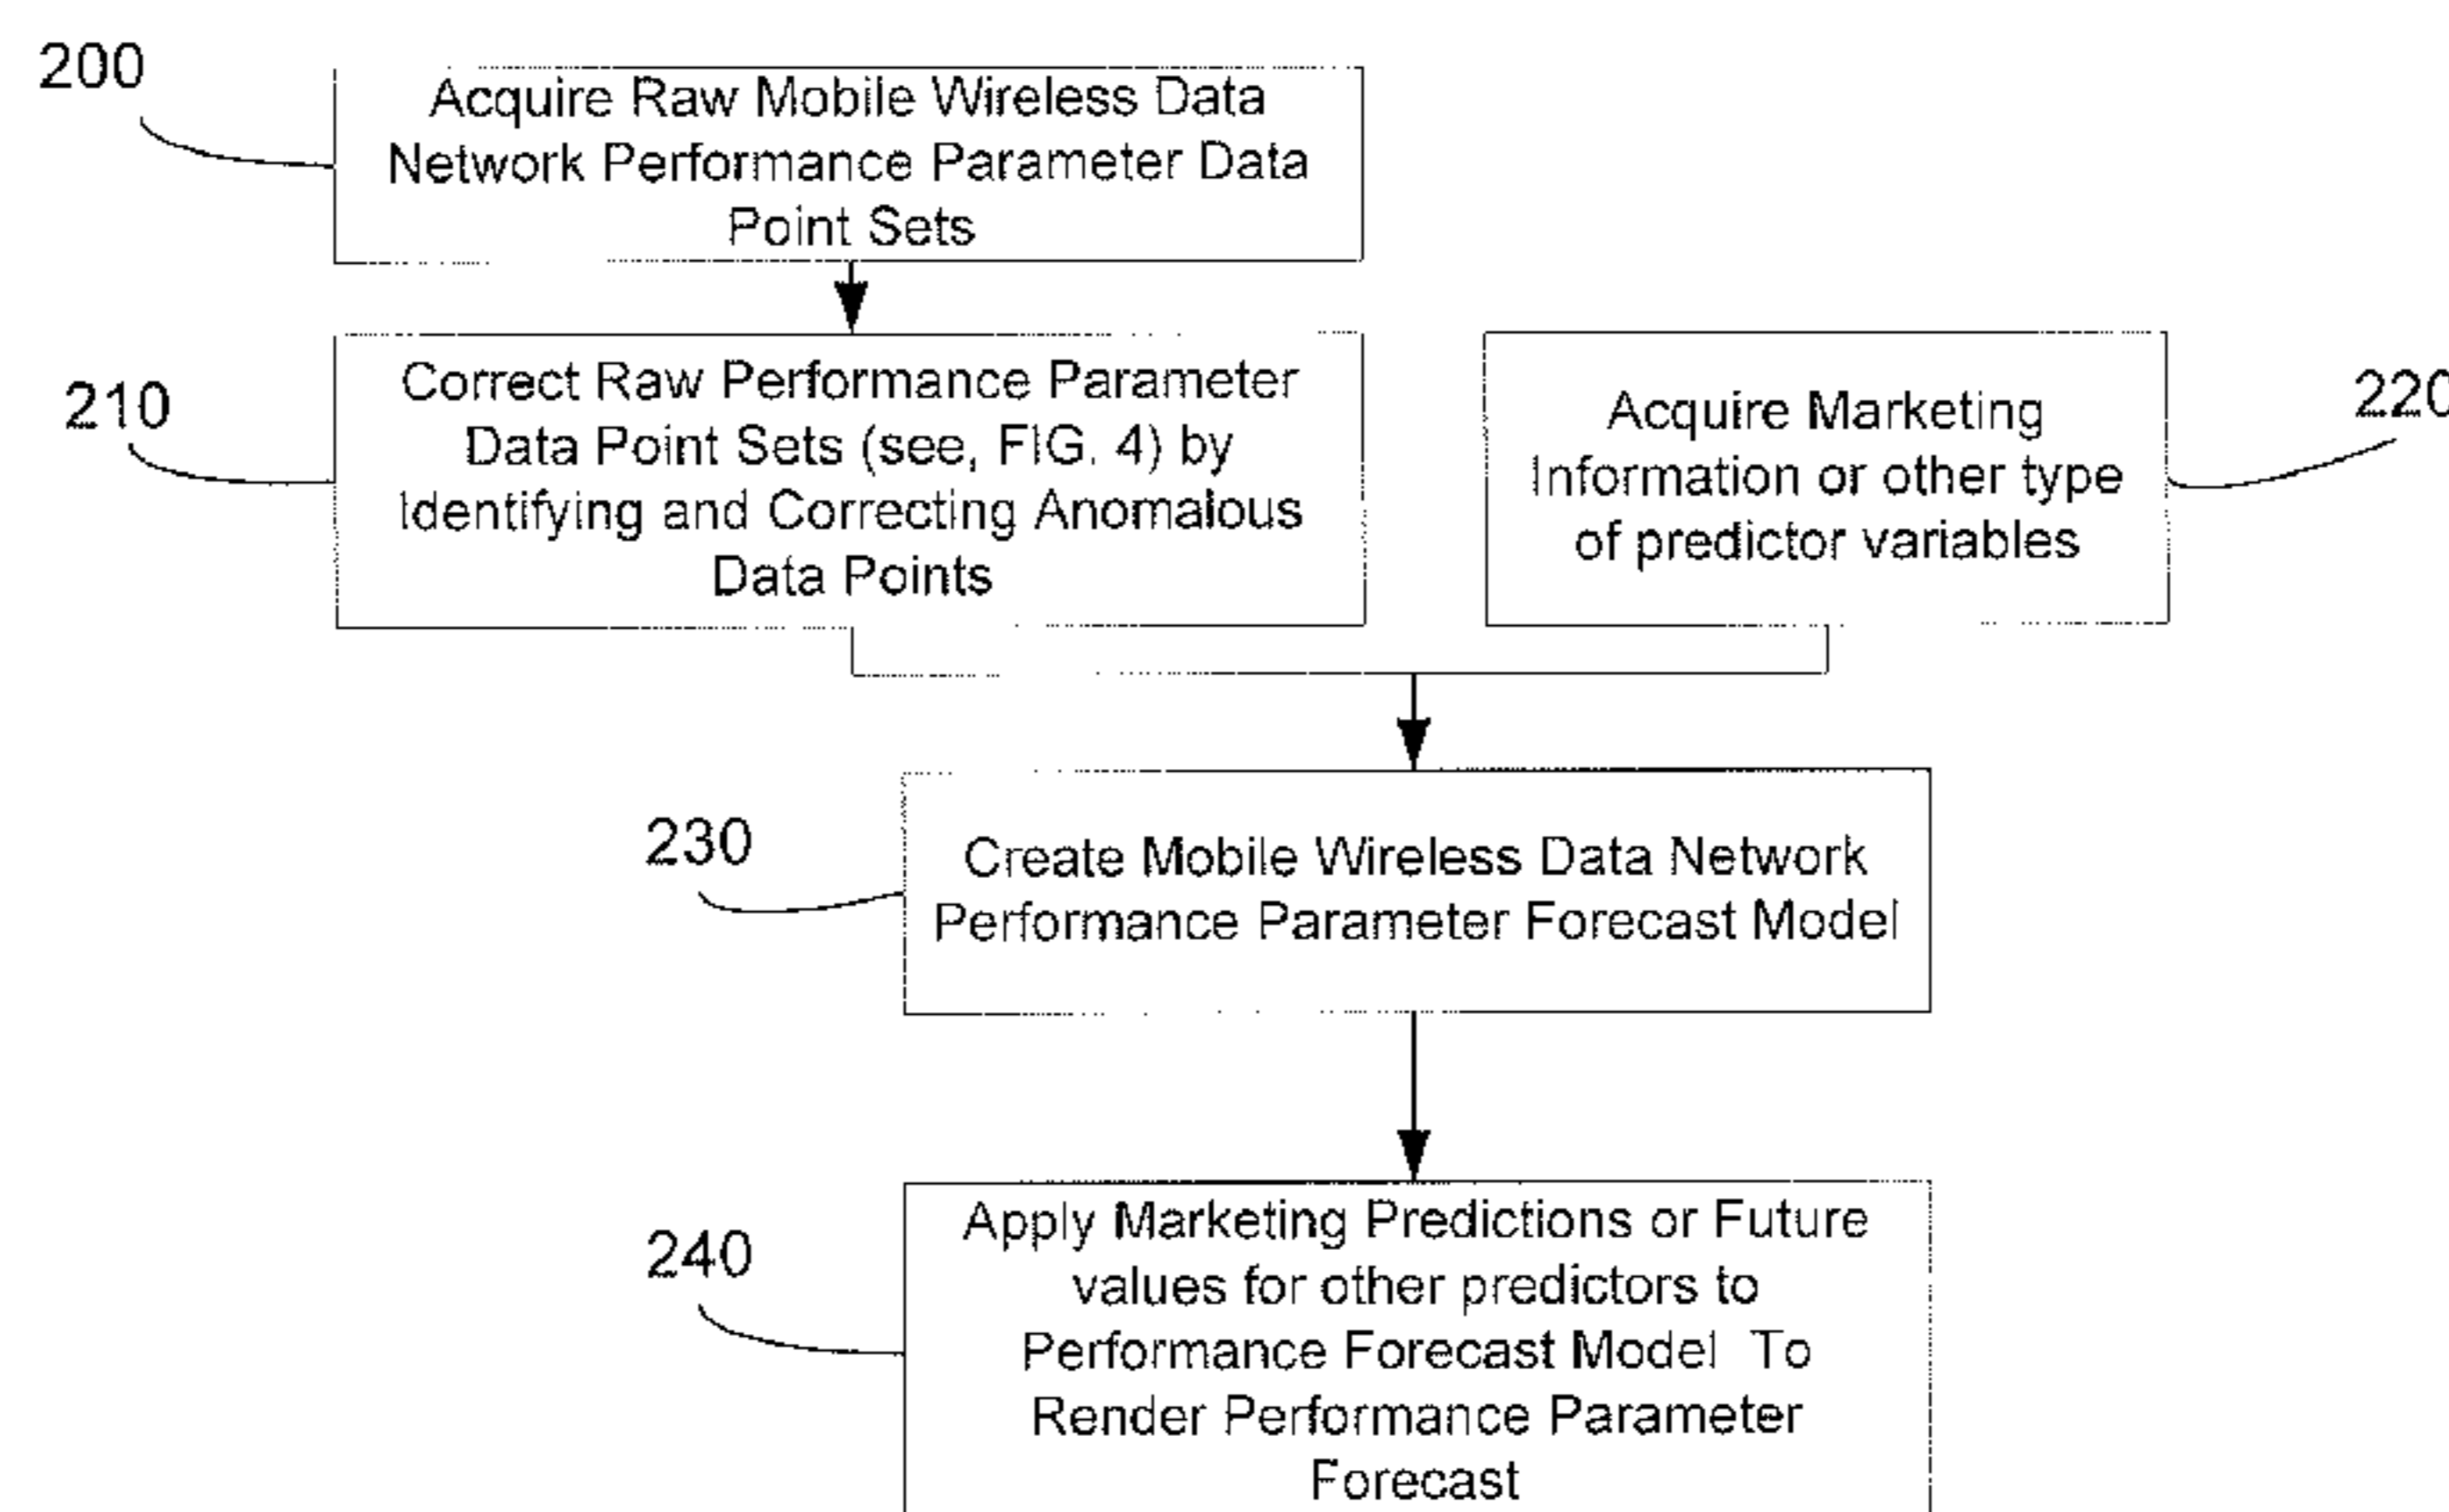 200
Acquire Raw Mobile Wireless Data
Network Performance Parameter Data
Point Sets
210
Correct Raw Performance Parameter
Data Point Sets (see, FIG. 4) by
Identifying and Correcting Anomalous
Data Points
Acquire Marketing
Information or other type
of predictor variables
220
230
Create Mobile Wireless Data Network
Performance Parameter Forecast Model
240
Apply Marketing Predictions or Future
values for other predictors to
Performance Forecast Model To
Render Performance Parameter
Forecast